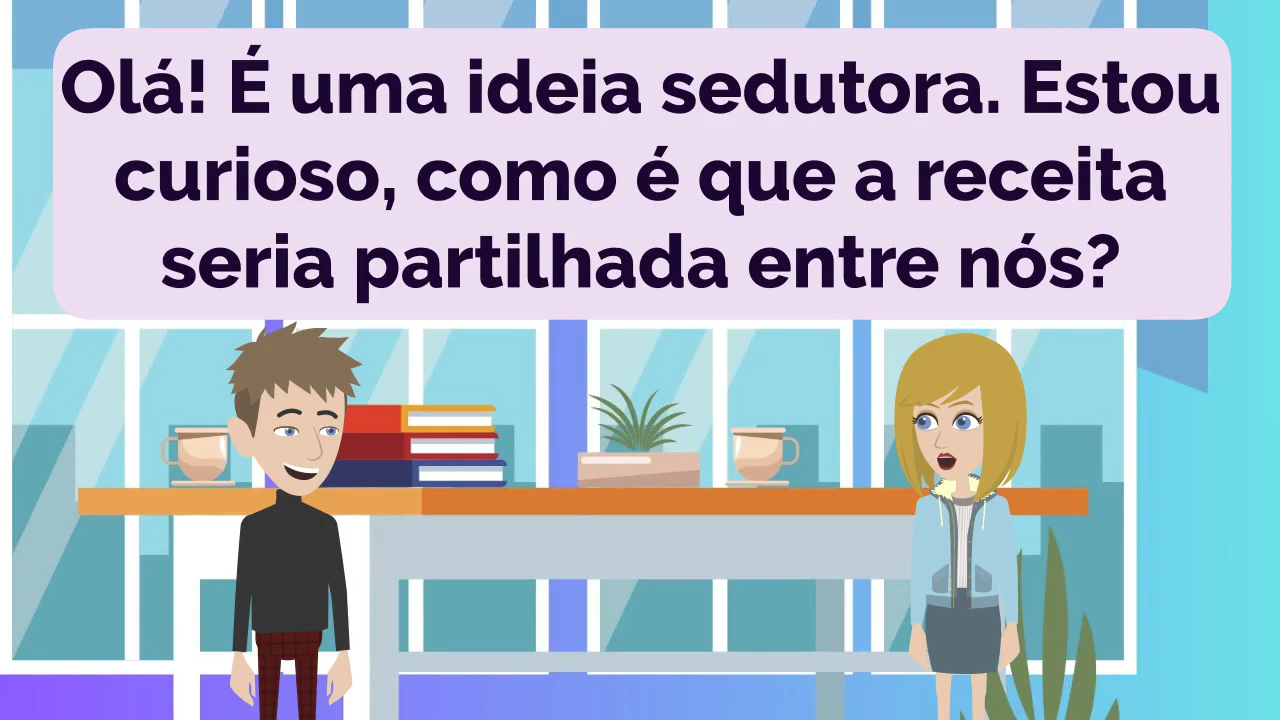 Olá! É uma ideia sedutora. Estou
curioso, como é que a receita
seria partilhada entre nós?